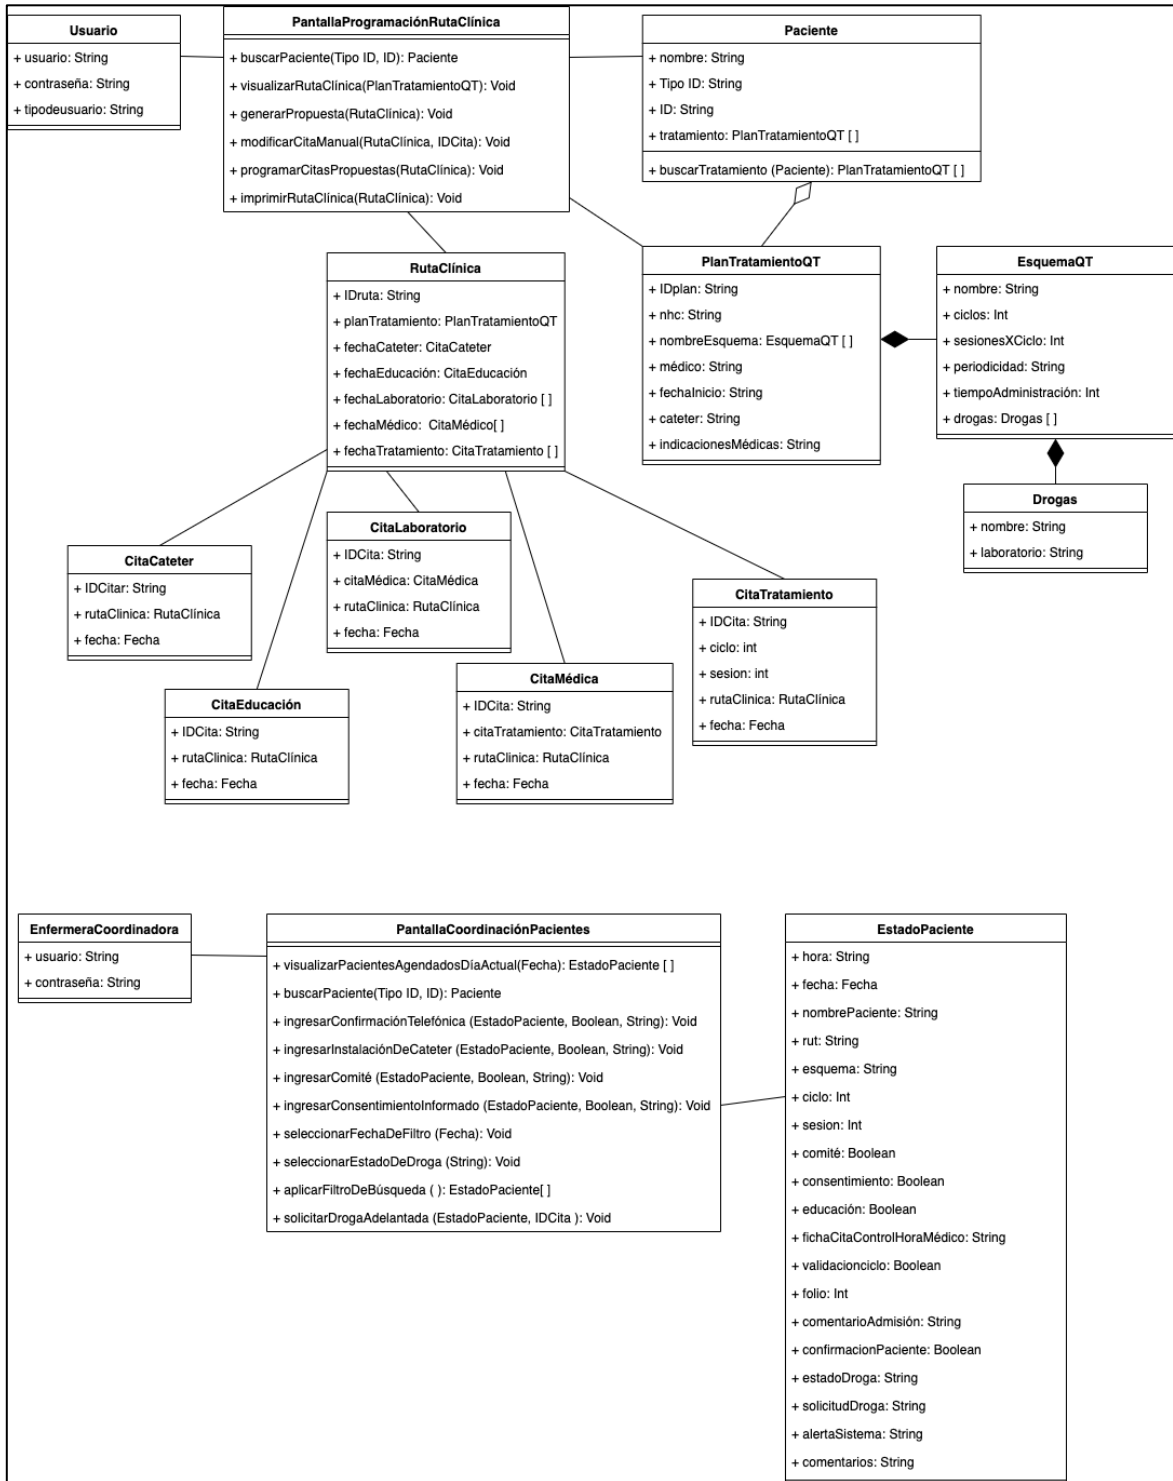 Usuario
+ usuario: String
+ contraseña: String
+ tipodeusuario: String
PantallaProgramaciónRutaClínica
+ buscarPaciente(Tipo ID, ID): Paciente
+ visualizarRutaClínica(PlanTratamientoQT): Void
+ generarPropuesta(RutaClínica): Void
+ modificarCitaManual(RutaClínica, IDCita): Void
+ programarCitasPropuestas(RutaClínica): Void
+ imprimirRutaClínica(RutaClínica): Void
Paciente
+ nombre: String
+ Tipo ID: String
+ ID: String
+ tratamiento: PlanTratamientoQT [ ]
+ buscarTratamiento (Paciente): PlanTratamientoQT [ ]
RutaClínica
+ IDruta: String
+ planTratamiento: PlanTratamientoQT
+ fechaCateter: CitaCateter
+ fechaEducación: CitaEducación
+ fechaLaboratorio: CitaLaboratorio [ ]
+ fechaMédico:  CitaMédico[ ]
+ fechaTratamiento: CitaTratamiento [ ]
PlanTratamientoQT
+ IDplan: String
+ nhc: String
+ nombreEsquema: EsquemaQT [ ]
+ médico: String
+ fechaInicio: String
+ cateter: String
+ indicacionesMédicas: String
EsquemaQT
+ nombre: String
+ ciclos: Int
+ sesionesXCiclo: Int
+ periodicidad: String
+ tiempoAdministración: Int
+ drogas: Drogas [ ]
Drogas
+ nombre: String
+ laboratorio: String
CitaCateter
+ IDCitar: String
+ rutaClinica: RutaClínica
+ fecha: Fecha
CitaLaboratorio
+ IDCita: String
+ citaMédica: CitaMédica
+ rutaClinica: RutaClínica
+ fecha: Fecha
CitaTratamiento
+ IDCita: String
+ ciclo: int
+ sesion: int
+ rutaClinica: RutaClínica
+ fecha: Fecha
CitaEducación
+ IDCita: String
+ rutaClinica: RutaClínica
+ fecha: Fecha
CitaMédica
+ IDCita: String
+ citaTratamiento: CitaTratamiento
+ rutaClinica: RutaClínica
+ fecha: Fecha
EnfermeraCoordinadora
+ usuario: String
+ contraseña: String
PantallaCoordinaciónPacientes
+ visualizarPacientesAgendadosDíaActual(Fecha): EstadoPaciente [ ]
+ buscarPaciente(Tipo ID, ID): Paciente
+ ingresarConfirmaciónTelefónica (EstadoPaciente, Boolean, String): Void
+ ingresarInstalaciónDeCateter (EstadoPaciente, Boolean, String): Void
+ ingresarComité (EstadoPaciente, Boolean, String): Void
+ ingresarConsentimientoInformado (EstadoPaciente, Boolean, String): Void
+ seleccionarFechaDeFiltro (Fecha): Void
+ seleccionarEstadoDeDroga (String): Void
+ aplicarFiltroDeBúsqueda ( ): EstadoPaciente[ ]
+ solicitarDrogaAdelantada (EstadoPaciente, IDCita ): Void
EstadoPaciente
+ hora: String
+ fecha: Fecha
+ nombrePaciente: String
+ rut: String
+ esquema: String
+ ciclo: Int
+ sesion: Int
+ comité: Boolean
+ consentimiento: Boolean
+ educación: Boolean
+ fichaCitaControlHoraMédico: String
+ validacionciclo: Boolean
+ folio: Int
+ comentarioAdmisión: String
+ confirmacionPaciente: Boolean
+ estadoDroga: String
+ solicitudDroga: String
+ alertaSistema: String
+ comentarios: String